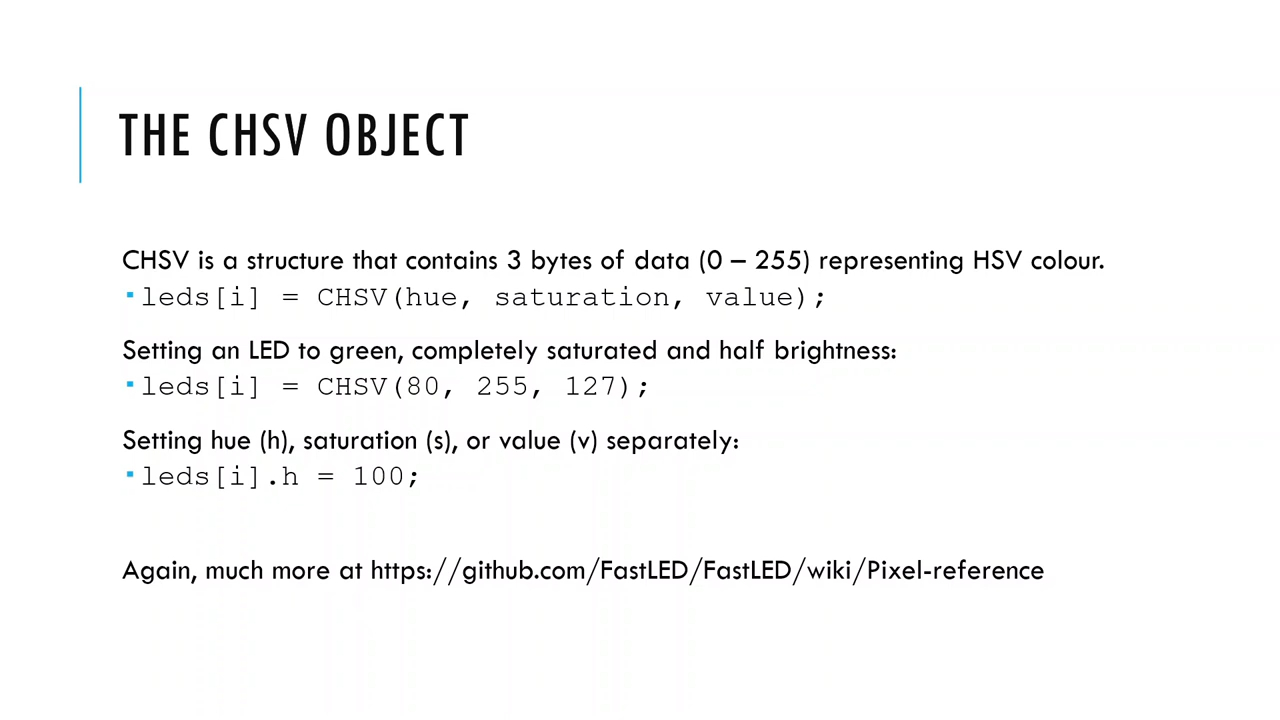 THE CHSV OBJECT
CHSV is a structure that contains 3 bytes of data (0 – 255) representing HSV colour.
▪ leds[i] = CHSV(hue, saturation, value);
Setting an LED to green, completely saturated and half brightness:
▪ leds[i] = CHSV(80, 255, 127);
Setting hue (h), saturation (s), or value (v) separately:
▪ leds[i].h = 100;
Again, much more at https://github.com/FastLED/FastLED/wiki/Pixel-reference